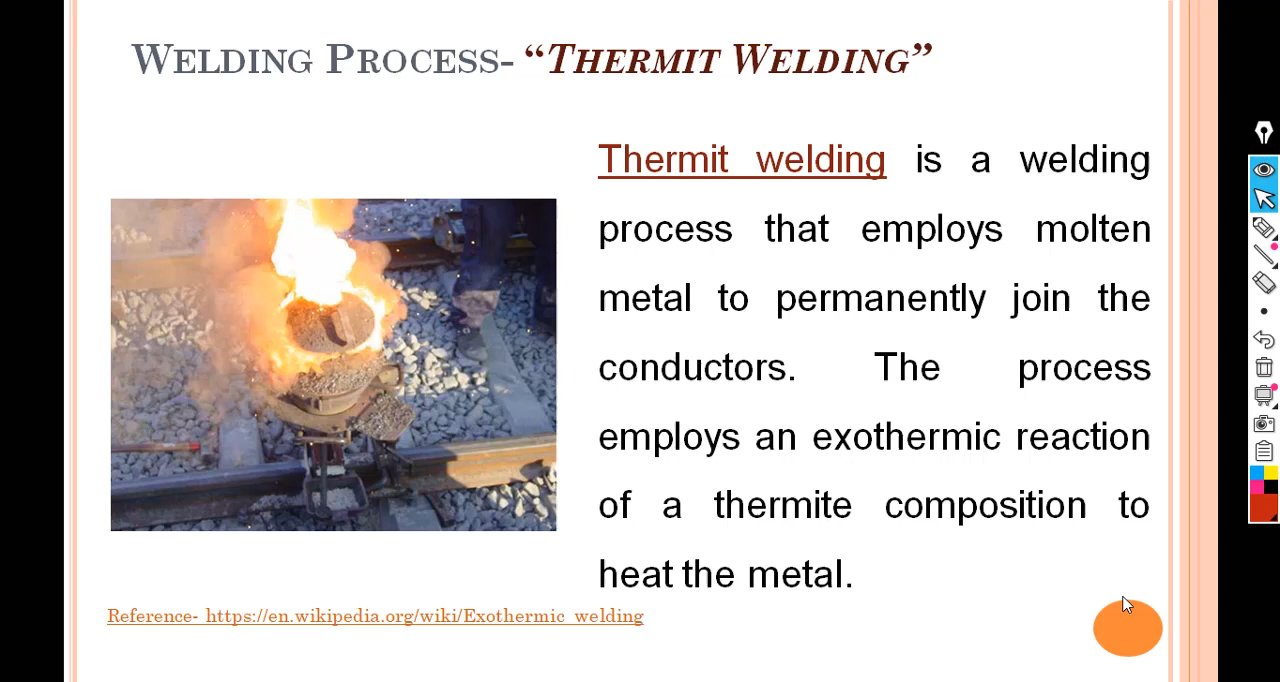 WELDING PROCESS- “THERMIT WELDING”
Thermit welding is a welding
process that employs molten
metal to permanently join the
conductors. The process
employs an exothermic reaction
of a thermite composition to
heat the metal.
Reference- https://en.wikipedia.org/wiki/Exothermic_welding